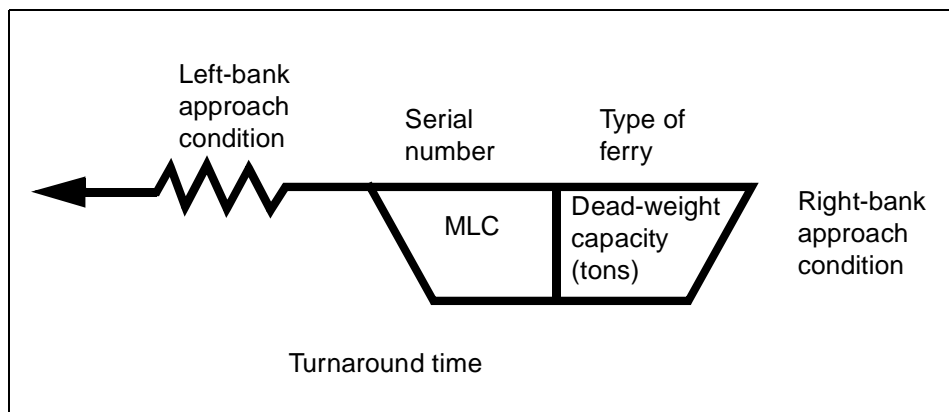 Left-bank
approach
condition
Serial
number
Type of
ferry
MLC
Dead-weight
capacity
(tons)
Right-bank
approach
condition
Turnaround time